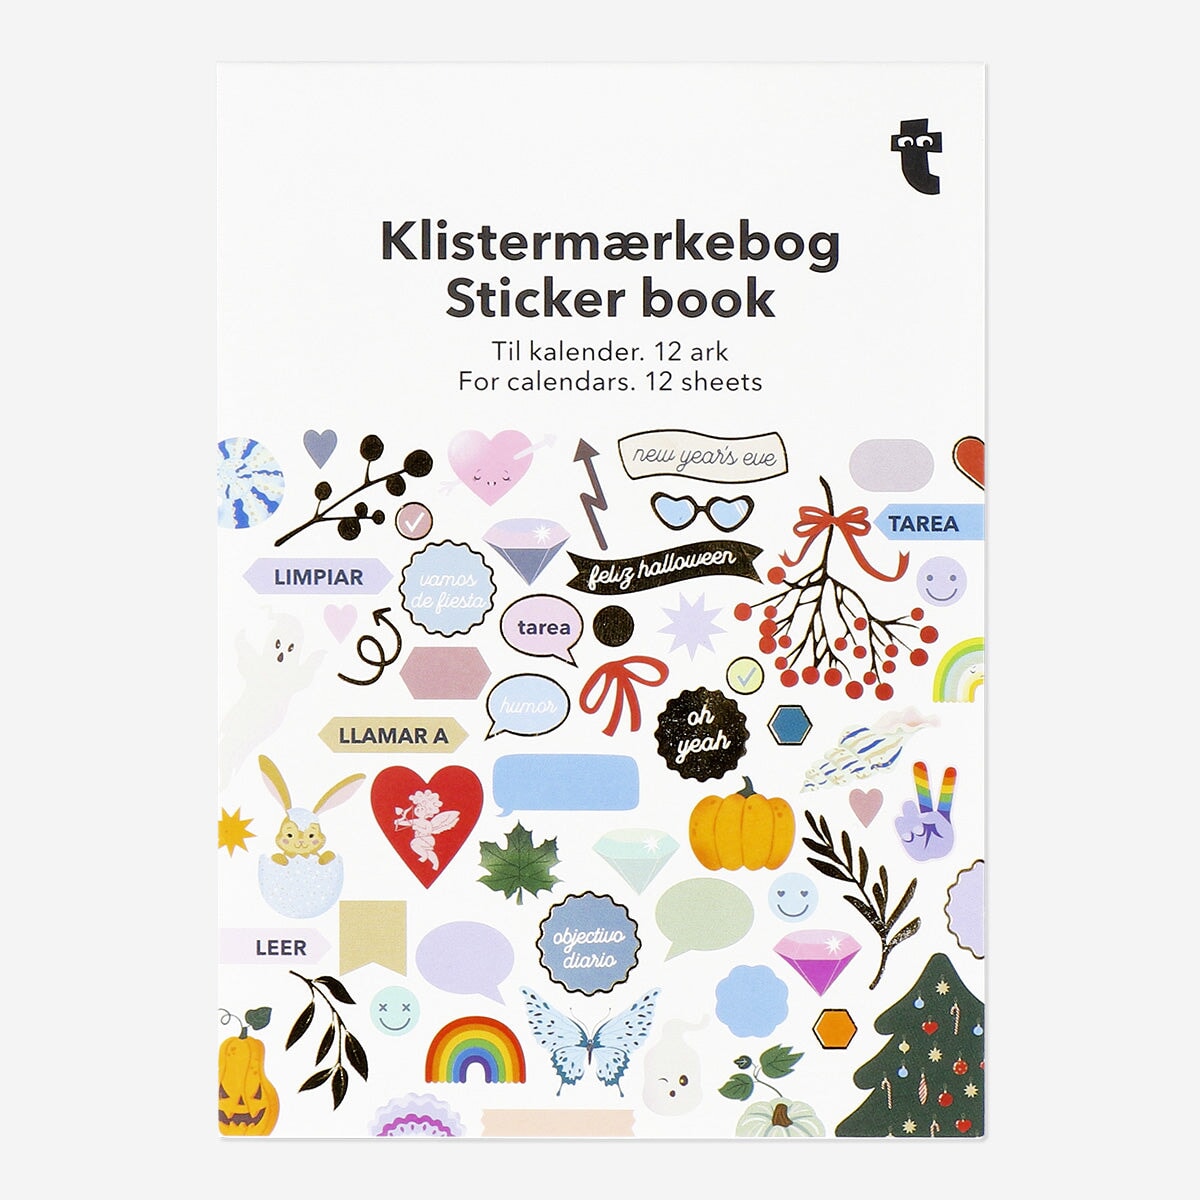 Klistermærkebog
Sticker book
Til kalender. 12 ark
For calendars. 12 sheets
new year's eve
TAREA
feliz halloween
LIMPIAR
vamos
de fiesta
tarea
humor
oh
yeah
LLAMAR A
objectivo
diario
LEER